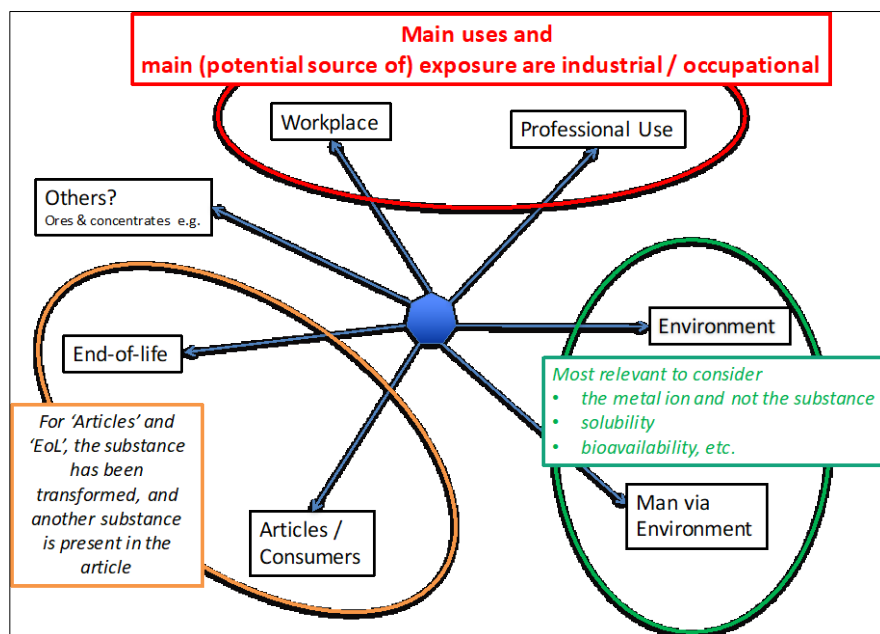 Main uses and
main (potential source of) exposure are industrial / occupational
Workplace
Professional Use
Others?
Ores & concentrates e.g.
End-of-life
Environment
Most relevant to consider
• the metal ion and not the substance
• solubility
• bioavailability, etc.
For ‘Articles’ and
‘EoL’, the substance
has been
transformed, and
another substance
is present in the
article
Articles /
Consumers
Man via
Environment